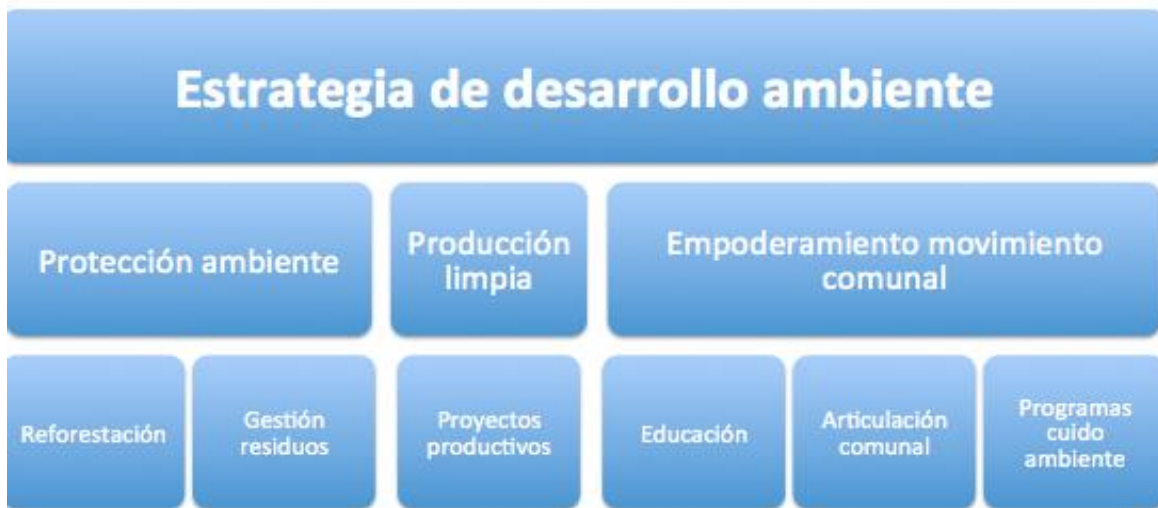 Estrategia de desarrollo ambiente
Protección ambiente
Producción
limpia
Empoderamiento movimiento
comunal
Reforestación
Gestión
residuos
Proyectos
productivos
Educación
Articulación
comunal
Programas
cuido
ambiente